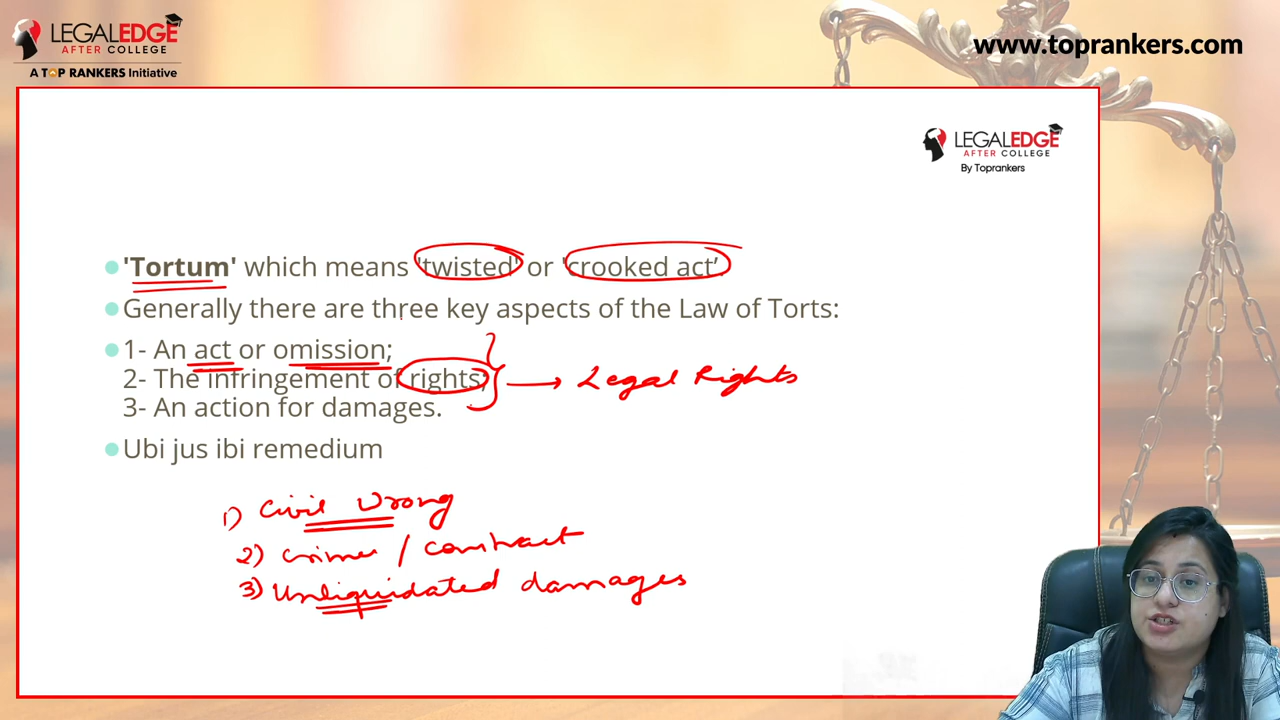 LEGALEDGE
AFTER COLLEGE
A TOP RANKERS Initiative
www.toprankers.com
LEGALEDGE
AFTER COLLEGE
By Toprankers
'Tortum' which means 'twisted' or 'crooked act'.
Generally there are three key aspects of the Law of Torts:
1- An act or omission;
2- The infringement of rights;
→ Legal Rights
3- An action for damages.
Ubi jus ibi remedium
1) Civil Wrong
2) Crime / Contract
3) Unliquidated damages